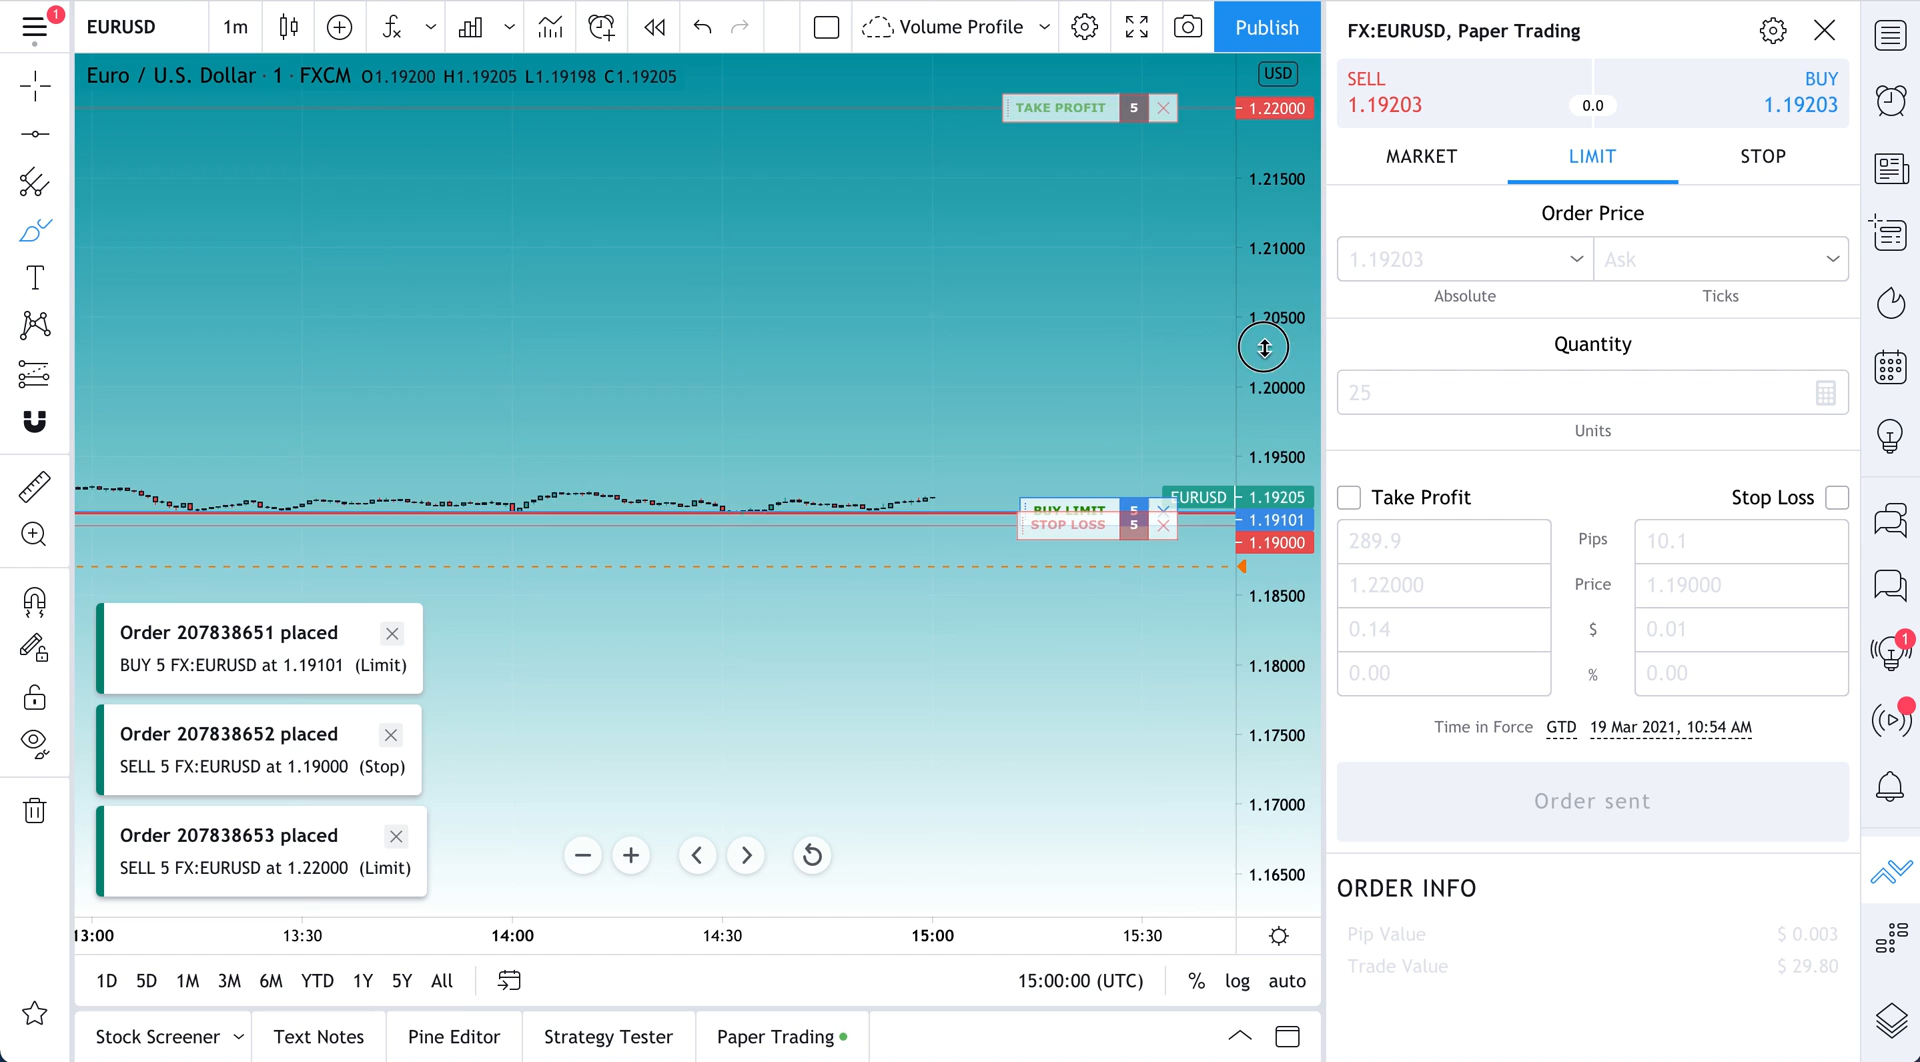 1
EURUSD
1m
Volume Profile
Publish
Euro / U.S. Dollar · 1 · FXCM O1.19200 H1.19205 L1.19198 C1.19205
USD
TAKE PROFIT 5
1.22000
1.21500
1.21000
1.20500
1.20000
1.19500
EURUSD 1.19205
BUY LIMIT 5
1.19101
STOP LOSS 5
1.19000
1.18500
1.18000
1.17500
1.17000
1.16500
Order 207838651 placed
BUY 5 FX:EURUSD at 1.19101 (Limit)
Order 207838652 placed
SELL 5 FX:EURUSD at 1.19000 (Stop)
Order 207838653 placed
SELL 5 FX:EURUSD at 1.22000 (Limit)
13:00 13:30 14:00 14:30 15:00 15:30
1D 5D 1M 3M 6M YTD 1Y 5Y All
15:00:00 (UTC) % log auto
Stock Screener Text Notes Pine Editor Strategy Tester Paper Trading
FX:EURUSD, Paper Trading
SELL BUY
1.19203 0.0 1.19203
MARKET LIMIT STOP
Order Price
1.19203 Ask
Absolute Ticks
Quantity
25
Units
Take Profit Stop Loss
289.9 Pips 10.1
1.22000 Price 1.19000
0.14 $ 0.01
0.00 % 0.00
Time in Force GTD 19 Mar 2021, 10:54 AM
Order sent
ORDER INFO
Pip Value $ 0.003
Trade Value $ 29.80
1